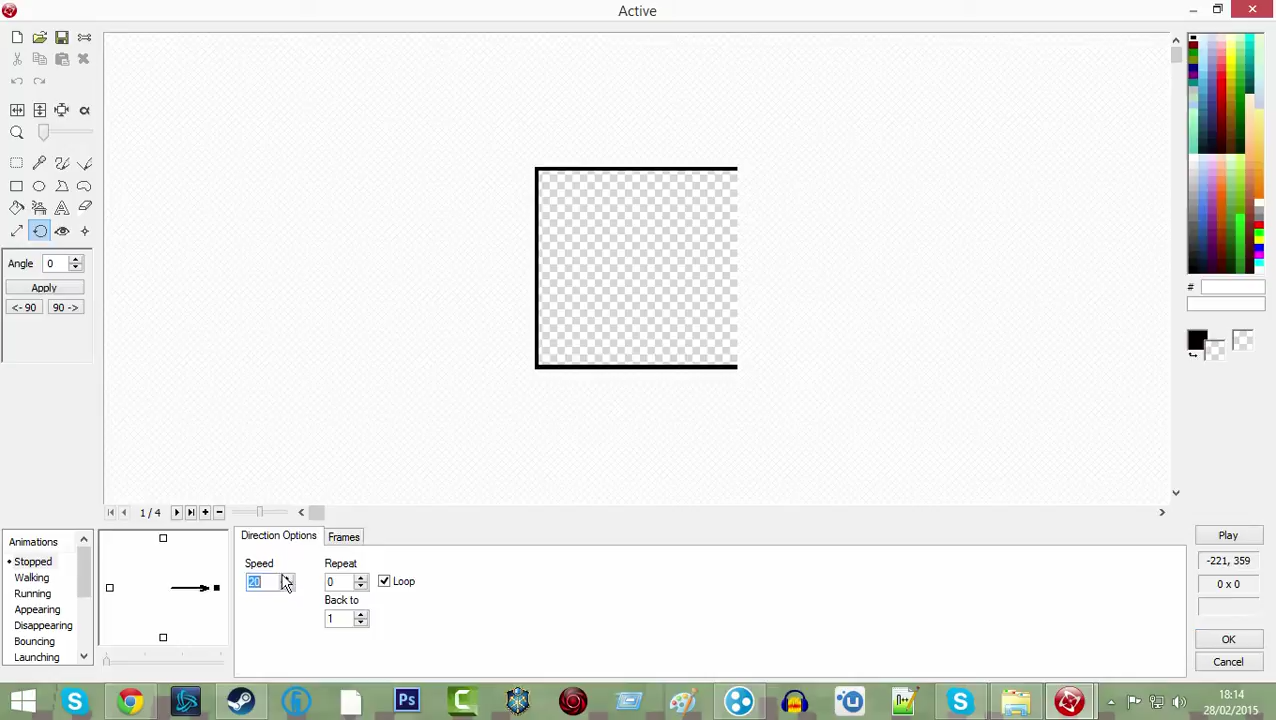 Active
Angle 0
Apply
<- 90 90 ->
#
1 / 4
Animations
Stopped
Walking
Running
Appearing
Disappearing
Bouncing
Launching
Direction Options Frames
Speed Repeat
20 0 Loop
Back to
1
Play
-221, 359
0 x 0
OK
Cancel
Ps
18:14
28/02/2015